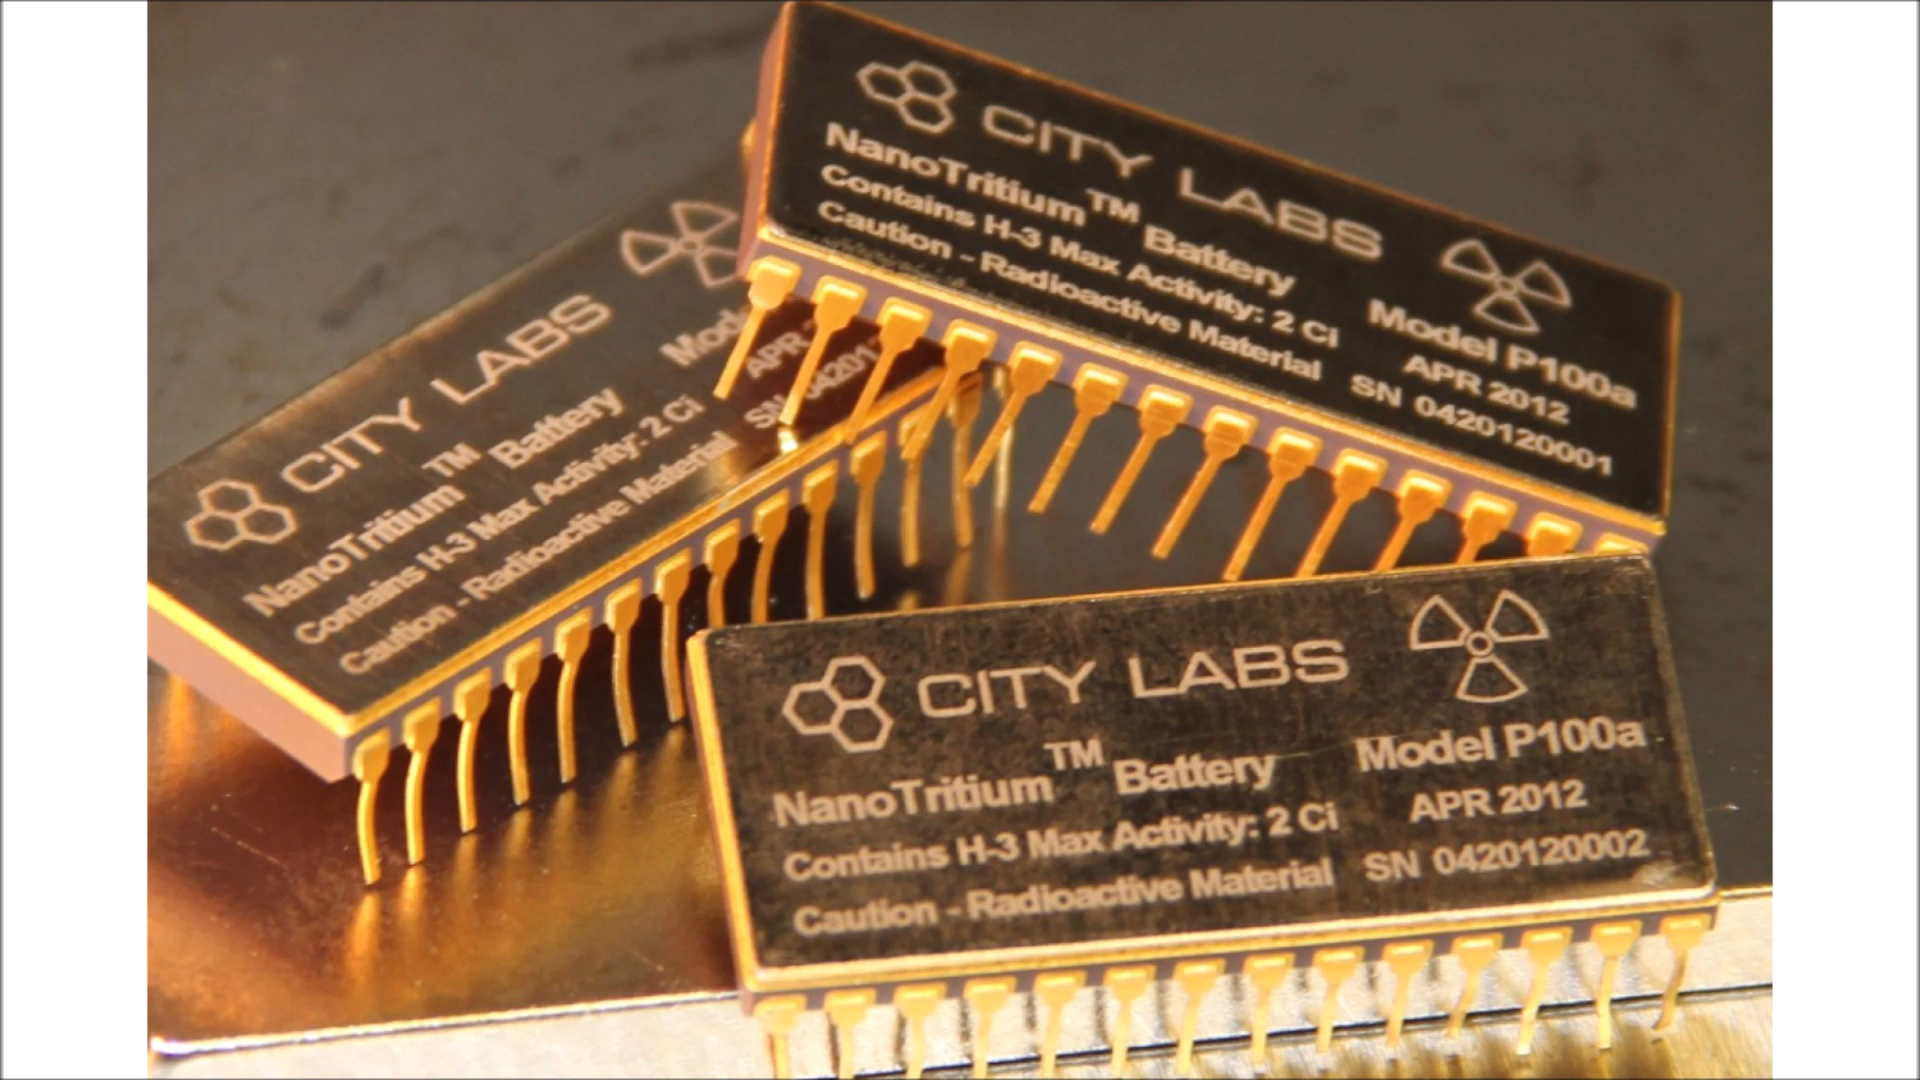 CITY LABS
NanoTritium™ Battery
Contains H-3 Max Activity: 2 Ci
Caution - Radioactive Material
Model P100a
APR 2012
SN 0420120001
CITY LABS
NanoTritium™ Battery
Contains H-3 Max Activity: 2 Ci
Caution - Radioactive Material
APR
SN
CITY LABS
NanoTritium™ Battery
Contains H-3 Max Activity: 2 Ci
Caution - Radioactive Material
Model P100a
APR 2012
SN 0420120002